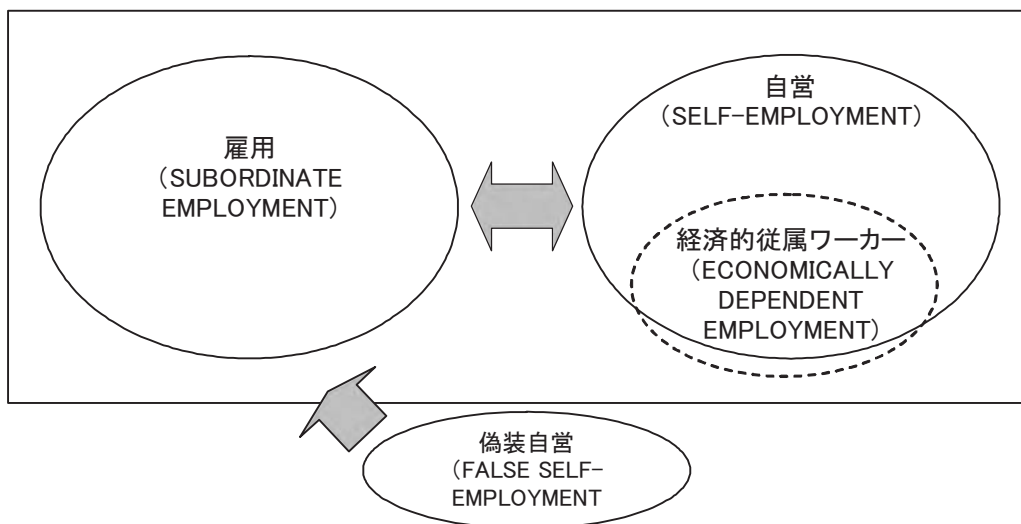 雇用
（SUBORDINATE
EMPLOYMENT）
自営
（SELF-EMPLOYMENT）
経済的従属ワーカー
（ECONOMICALLY
DEPENDENT
EMPLOYMENT）
偽装自営
（FALSE SELF-
EMPLOYMENT